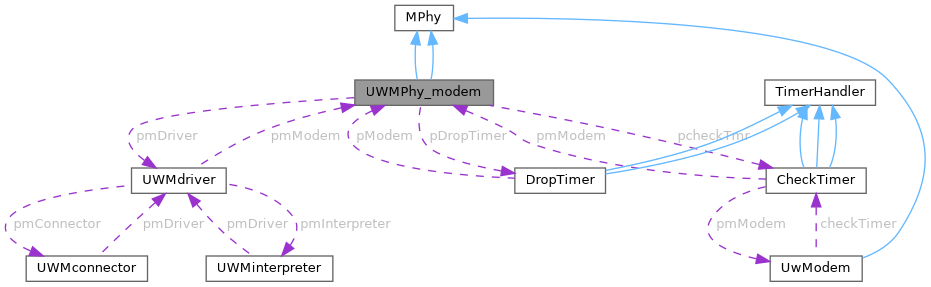 MPhy
UWMPhy_modem
TimerHandler
pmDriver
pmModem
pModem
pDropTimer
pmModem
pcheckTmr
UWMdriver
DropTimer
CheckTimer
pmConnector
pmDriver
pmDriver
pmInterpreter
pmModem
checkTimer
UWMconnector
UWMinterpreter
UwModem